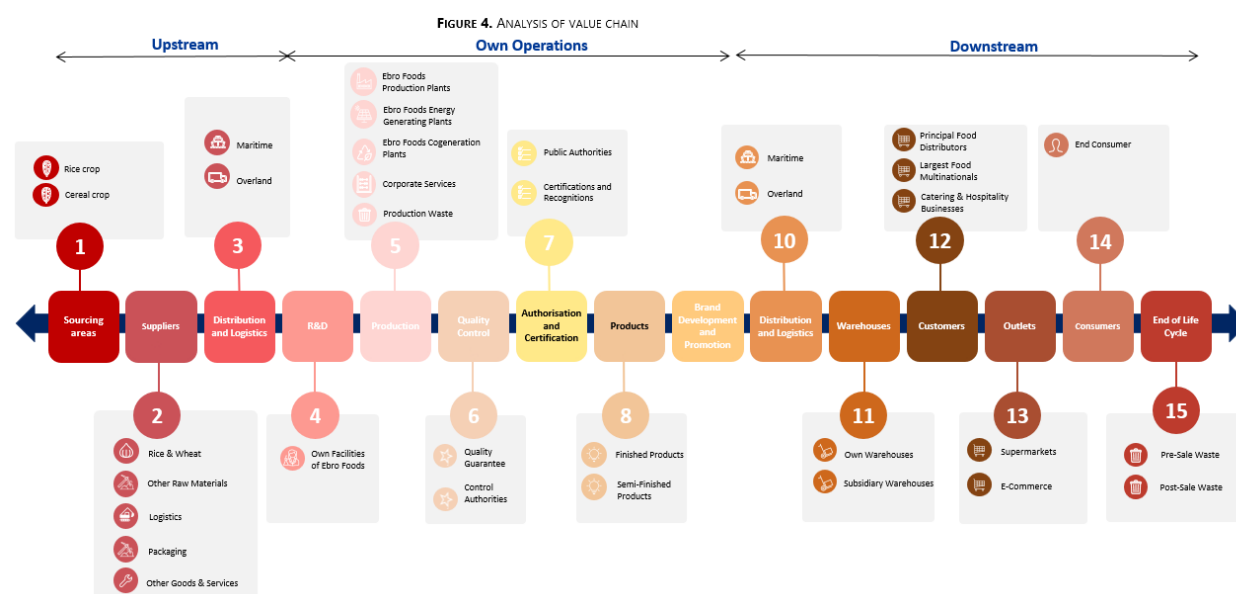 FIGURE 4. ANALYSIS OF VALUE CHAIN
Upstream
Own Operations
Downstream
Rice crop
Cereal crop
1
Maritime
Overland
3
Ebro Foods
Production Plants
Ebro Foods Energy
Generating Plants
Ebro Foods Cogeneration
Plants
Corporate Services
Production Waste
5
Public Authorities
Certifications and
Recognitions
7
Maritime
Overland
10
Principal Food
Distributors
Largest Food
Multinationals
Catering & Hospitality
Businesses
12
End Consumer
14
Sourcing
areas
Suppliers
Distribution
and Logistics
R&D
Production
Quality
Control
Authorisation
and
Certification
Products
Brand
Development
and
Promotion
Distribution
and Logistics
Warehouses
Customers
Outlets
Consumers
End of Life
Cycle
2
Rice & Wheat
Other Raw Materials
Logistics
Packaging
Other Goods & Services
4
Own Facilities
of Ebro Foods
6
Quality
Guarantee
Control
Authorities
8
Finished Products
Semi-Finished
Products
11
Own Warehouses
Subsidiary Warehouses
13
Supermarkets
E-Commerce
15
Pre-Sale Waste
Post-Sale Waste